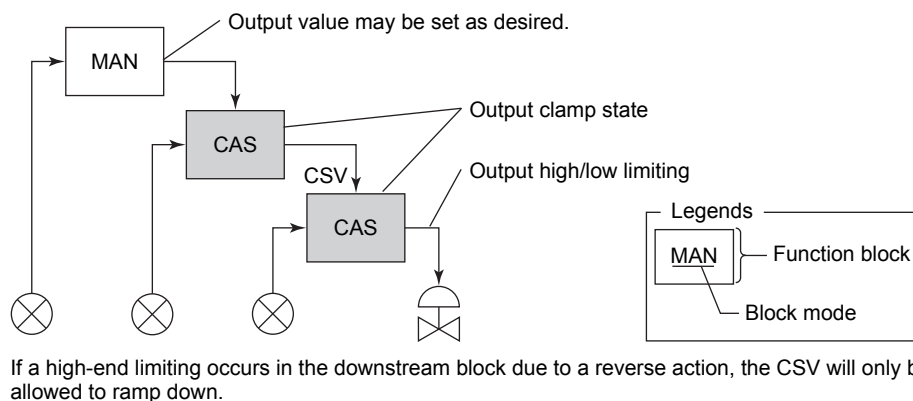 Output value may be set as desired.
MAN
Output clamp state
CAS
CSV
Output high/low limiting
CAS
Legends
MAN
Function block
Block mode
If a high-end limiting occurs in the downstream block due to a reverse action, the CSV will only b
allowed to ramp down.